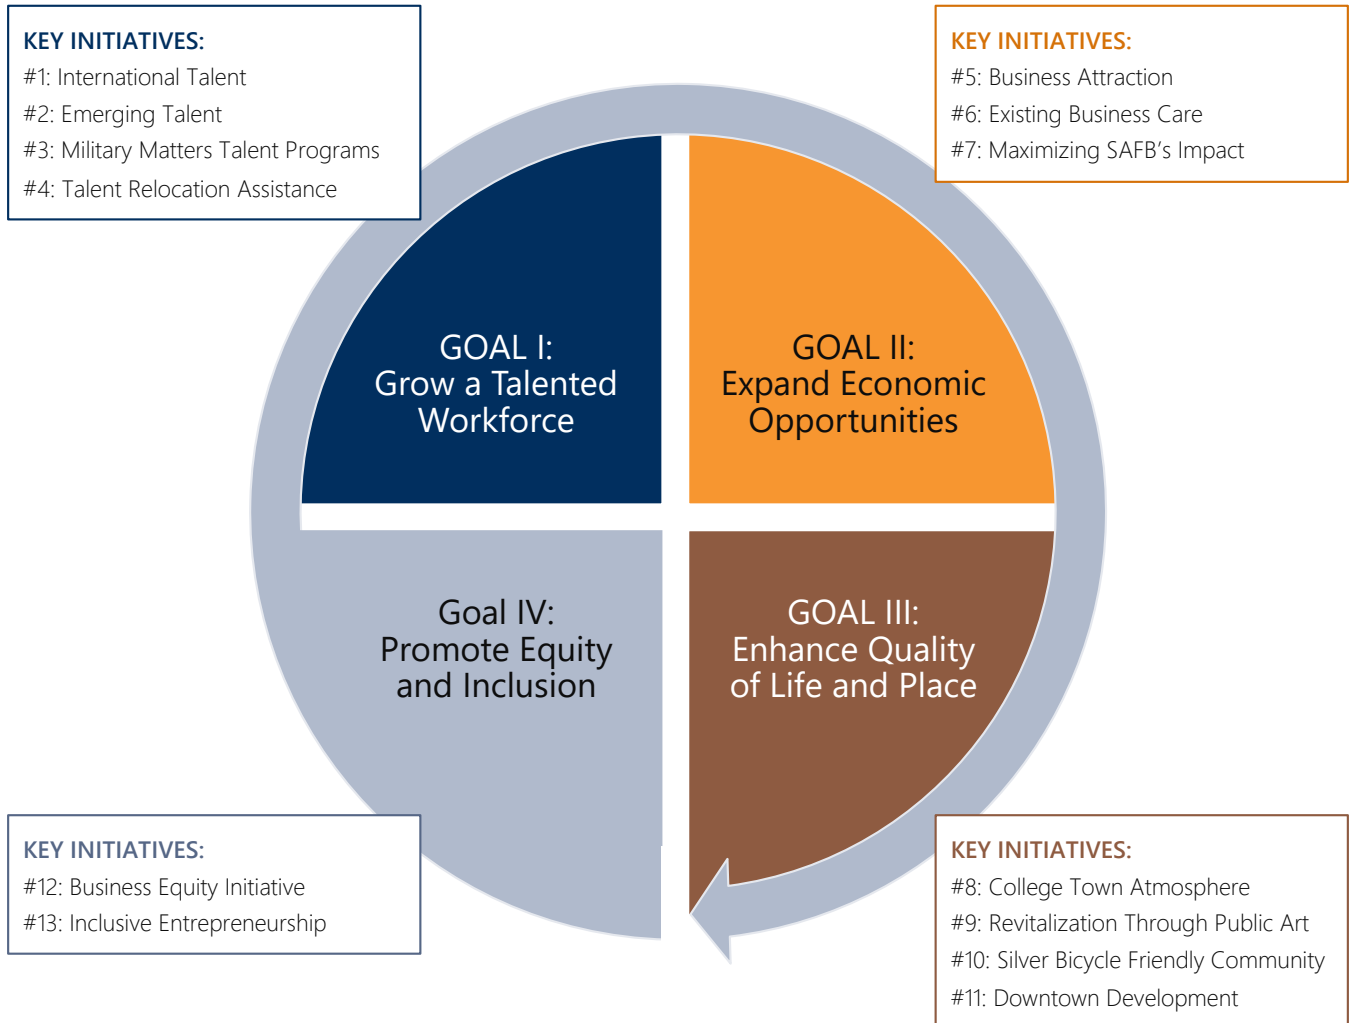 KEY INITIATIVES:
#1: International Talent
#2: Emerging Talent
#3: Military Matters Talent Programs
#4: Talent Relocation Assistance
KEY INITIATIVES:
#5: Business Attraction
#6: Existing Business Care
#7: Maximizing SAFB’s Impact
GOAL I:
Grow a Talented
Workforce
GOAL II:
Expand Economic
Opportunities
Goal IV:
Promote Equity
and Inclusion
GOAL III:
Enhance Quality
of Life and Place
KEY INITIATIVES:
#12: Business Equity Initiative
#13: Inclusive Entrepreneurship
KEY INITIATIVES:
#8: College Town Atmosphere
#9: Revitalization Through Public Art
#10: Silver Bicycle Friendly Community
#11: Downtown Development